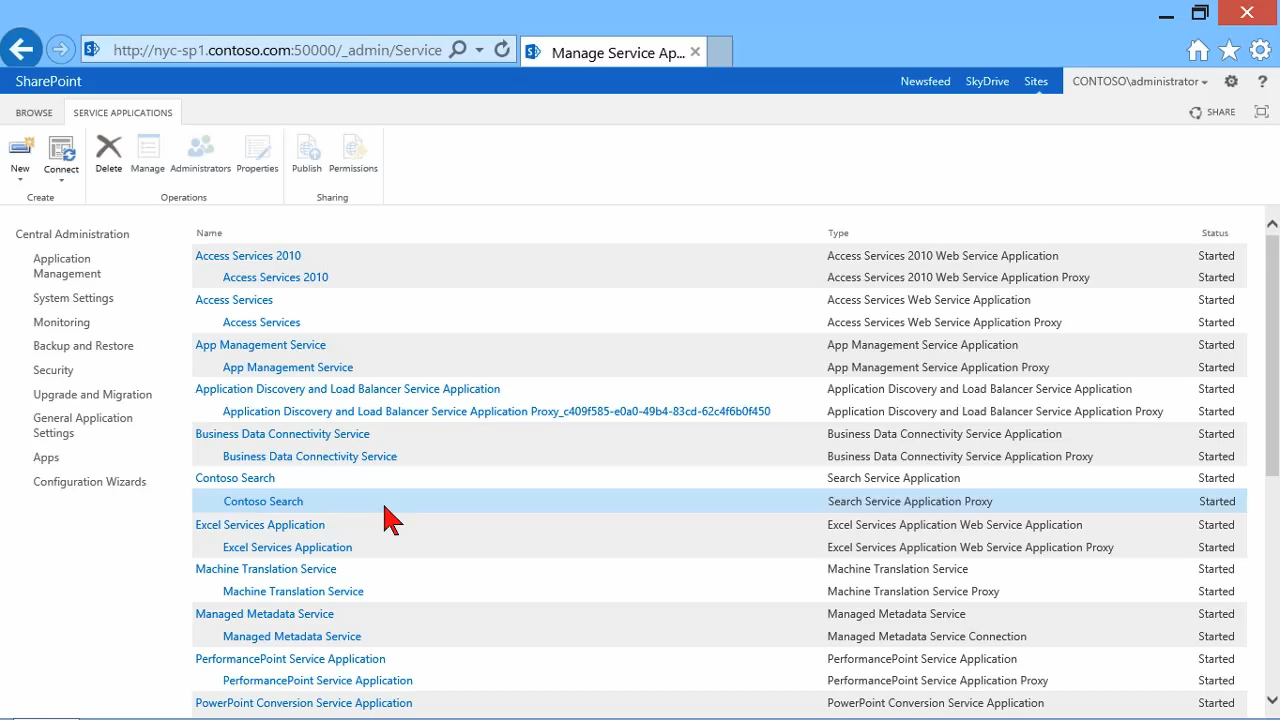 http://nyc-sp1.contoso.com:50000/_admin/Service
Manage Service Ap...
SharePoint
Newsfeed SkyDrive Sites CONTOSO\administrator ?
BROWSE SERVICE APPLICATIONS SHARE
New Connect Delete Manage Administrators Properties Publish Permissions
Create Operations Sharing
Central Administration
Application
Management
System Settings
Monitoring
Backup and Restore
Security
Upgrade and Migration
General Application
Settings
Apps
Configuration Wizards
Name Type Status
Access Services 2010 Access Services 2010 Web Service Application Started
Access Services 2010 Access Services 2010 Web Service Application Proxy Started
Access Services Access Services Web Service Application Started
Access Services Access Services Web Service Application Proxy Started
App Management Service App Management Service Application Started
App Management Service App Management Service Application Proxy Started
Application Discovery and Load Balancer Service Application Application Discovery and Load Balancer Service Application Started
Application Discovery and Load Balancer Service Application Proxy_c409f585-e0a0-49b4-83cd-62c4f6b0f450 Application Discovery and Load Balancer Service Application Proxy Started
Business Data Connectivity Service Business Data Connectivity Service Application Started
Business Data Connectivity Service Business Data Connectivity Service Application Proxy Started
Contoso Search Search Service Application Started
Contoso Search Search Service Application Proxy Started
Excel Services Application Excel Services Application Web Service Application Started
Excel Services Application Excel Services Application Web Service Application Proxy Started
Machine Translation Service Machine Translation Service Started
Machine Translation Service Machine Translation Service Proxy Started
Managed Metadata Service Managed Metadata Service Started
Managed Metadata Service Managed Metadata Service Connection Started
PerformancePoint Service Application PerformancePoint Service Application Started
PerformancePoint Service Application PerformancePoint Service Application Proxy Started
PowerPoint Conversion Service Application PowerPoint Conversion Service Application Started